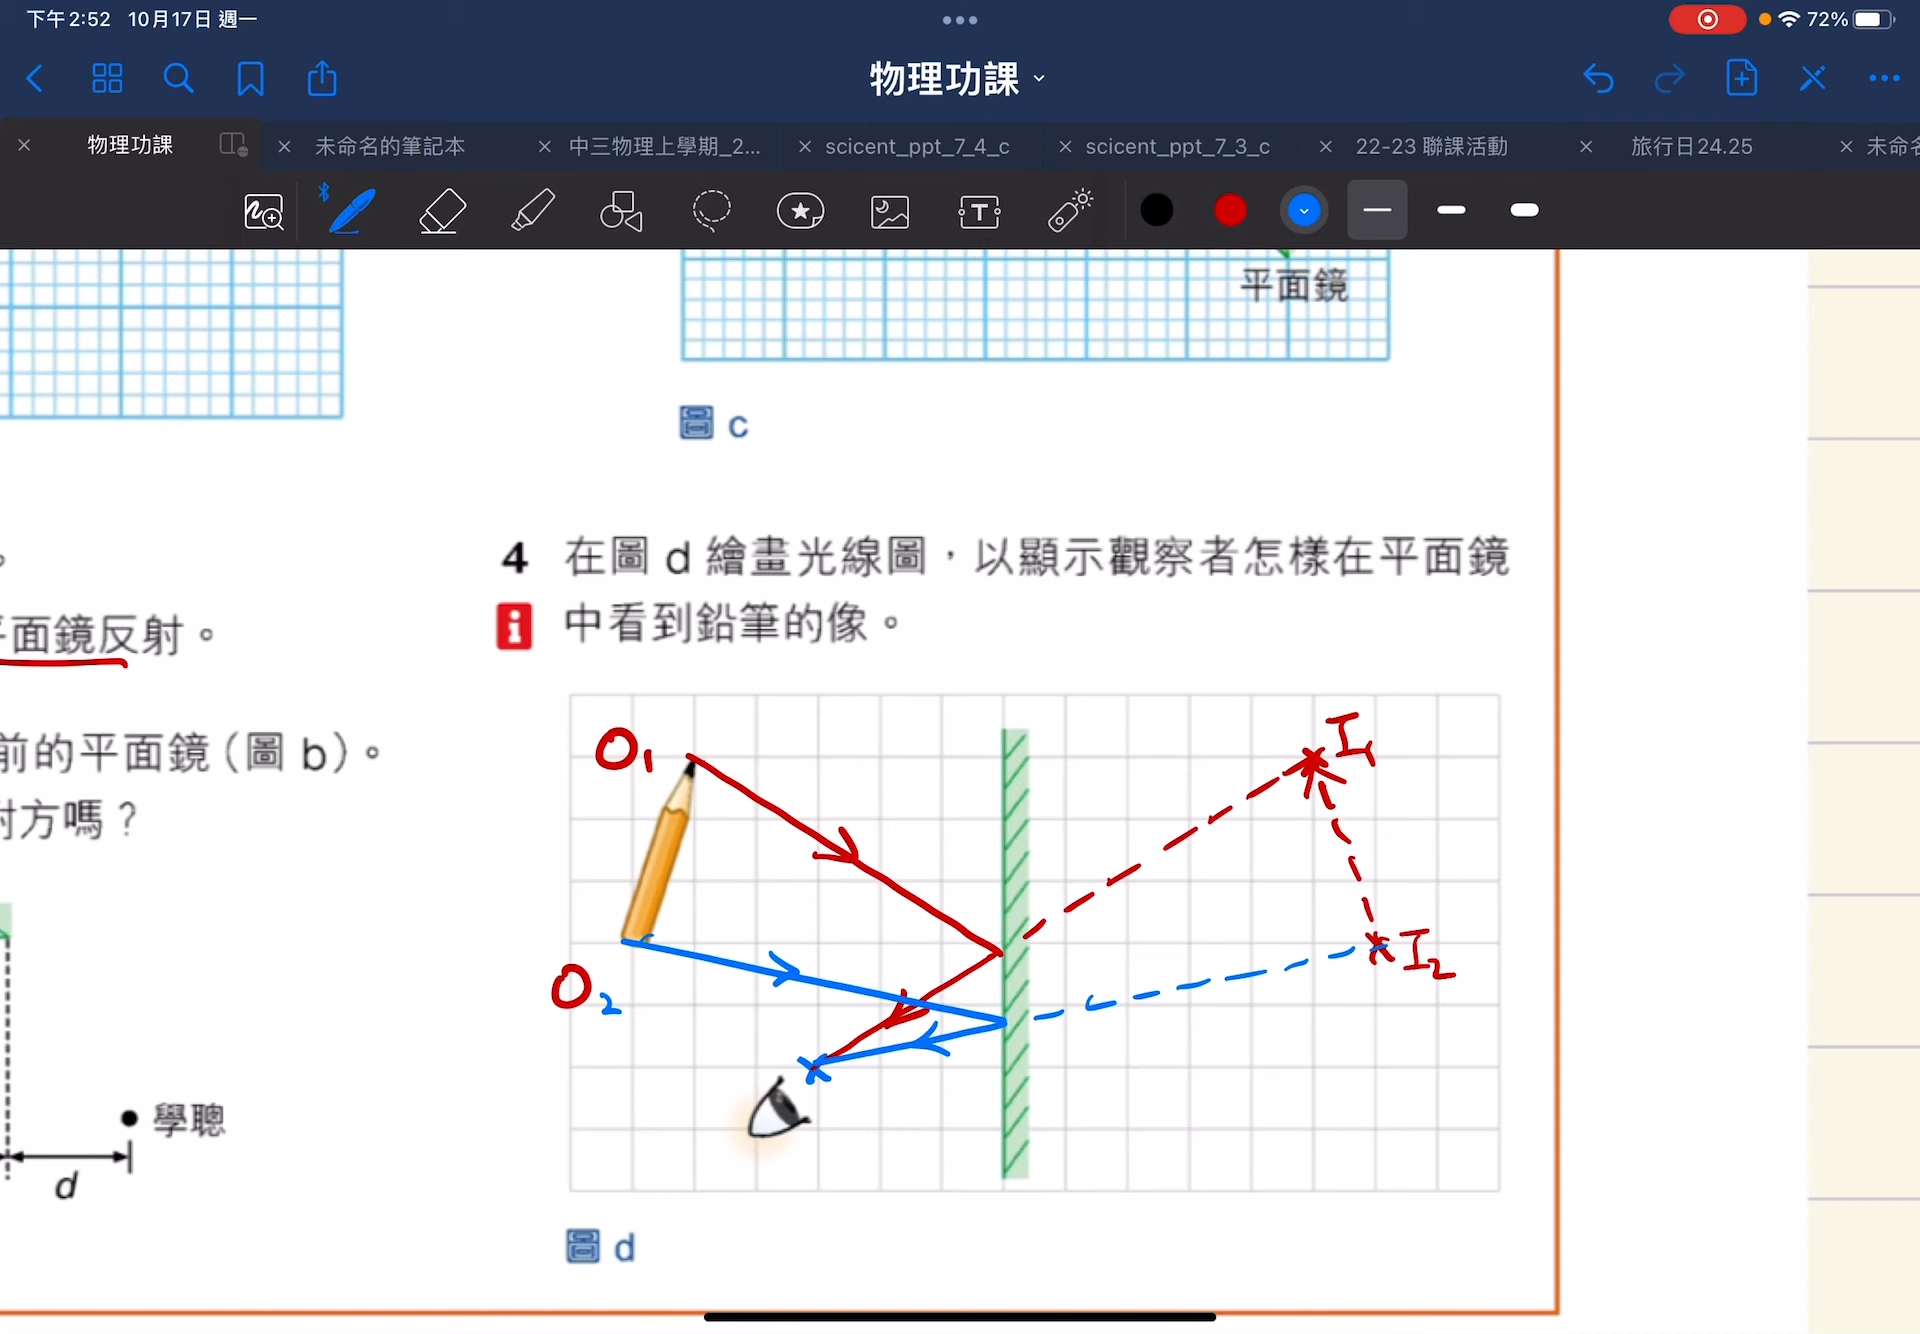 下午2:52 10月17日 週一
72%
物理功課
物理功課
未命名的筆記本
中三物理上學期_2...
scicent_ppt_7_4_c
scicent_ppt_7_3_c
22-23 聯課活動
旅行日24.25
未命名
平面鏡
圖 c
。
平面鏡反射。
前的平面鏡(圖 b)。
對方嗎?
學聰
d
4 在圖 d 繪畫光線圖,以顯示觀察者怎樣在平面鏡
i 中看到鉛筆的像。
O₁
I₁
O₂
I₂
圖 d